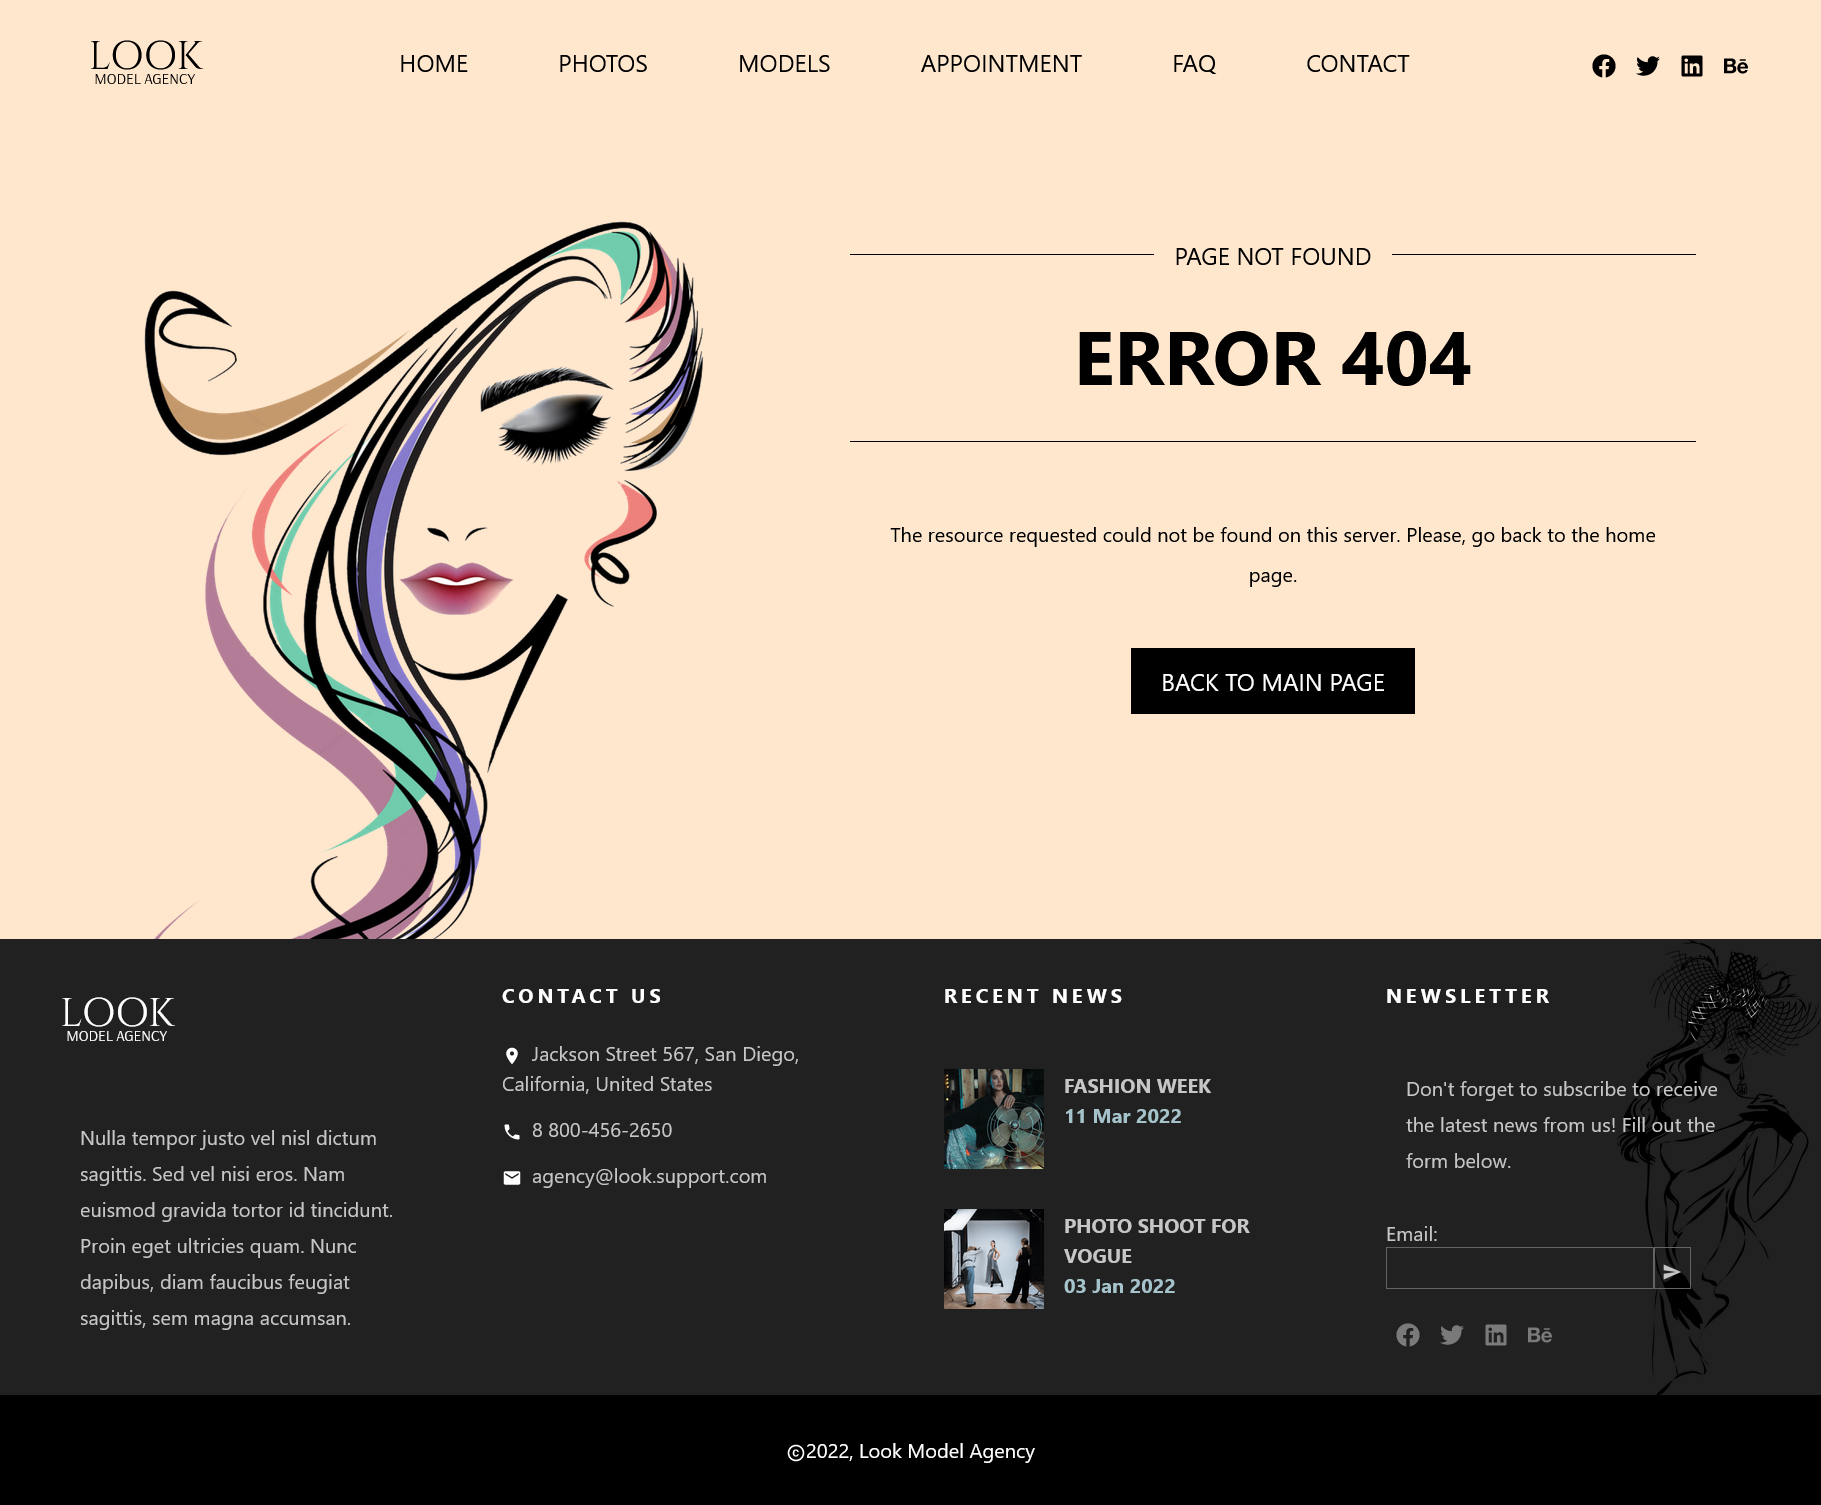 LOOK
MODEL AGENCY
HOME
PHOTOS
MODELS
APPOINTMENT
FAQ
CONTACT
Bē
PAGE NOT FOUND
ERROR 404
The resource requested could not be found on this server. Please, go back to the home
page.
BACK TO MAIN PAGE
LOOK
MODEL AGENCY
Nulla tempor justo vel nisl dictum
sagittis. Sed vel nisi eros. Nam
euismod gravida tortor id tincidunt.
Proin eget ultricies quam. Nunc
dapibus, diam faucibus feugiat
sagittis, sem magna accumsan.
CONTACT US
Jackson Street 567, San Diego,
California, United States
8 800-456-2650
agency@look.support.com
RECENT NEWS
FASHION WEEK
11 Mar 2022
PHOTO SHOOT FOR
VOGUE
03 Jan 2022
NEWSLETTER
Don't forget to subscribe to receive
the latest news from us! Fill out the
form below.
Email:
Bē
©2022, Look Model Agency